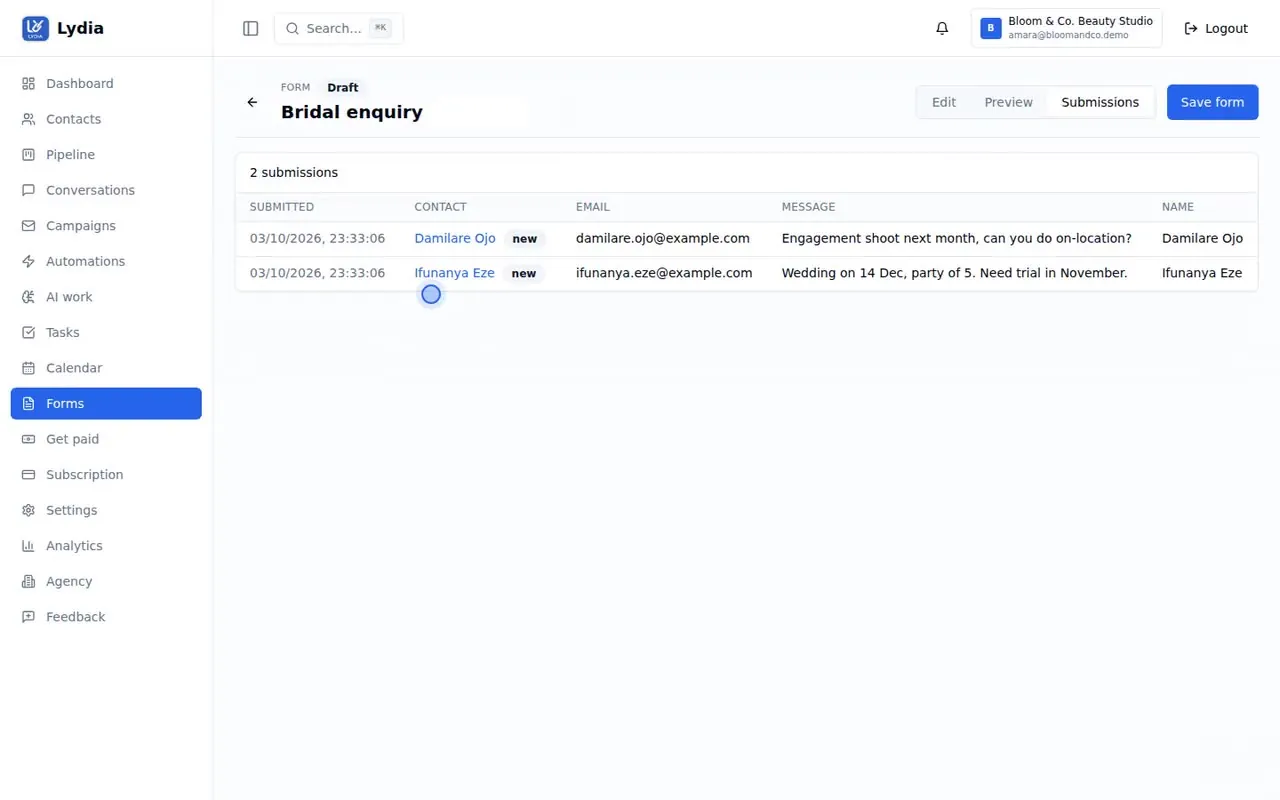 Lydia
Search... ⌘K
B
Bloom & Co. Beauty Studio
amara@bloomandco.demo
Logout
Dashboard
Contacts
Pipeline
Conversations
Campaigns
Automations
AI work
Tasks
Calendar
Forms
Get paid
Subscription
Settings
Analytics
Agency
Feedback
FORM Draft
Bridal enquiry
Edit Preview Submissions Save form
2 submissions
SUBMITTED CONTACT EMAIL MESSAGE NAME
03/10/2026, 23:33:06 Damilare Ojo new damilare.ojo@example.com Engagement shoot next month, can you do on-location? Damilare Ojo
03/10/2026, 23:33:06 Ifunanya Eze new ifunanya.eze@example.com Wedding on 14 Dec, party of 5. Need trial in November. Ifunanya Eze